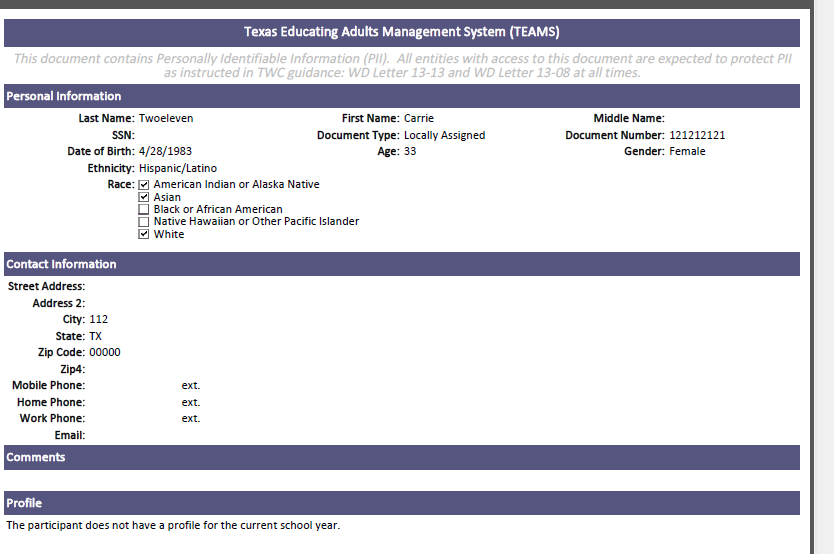 Texas Educating Adults Management System (TEAMS)
This document contains Personally Identifiable Information (PII). All entities with access to this document are expected to protect PII
as instructed in TWC guidance: WD Letter 13-13 and WD Letter 13-08 at all times.
Personal Information
Last Name: Twoeleven First Name: Carrie Middle Name:
SSN: Document Type: Locally Assigned Document Number: 121212121
Date of Birth: 4/28/1983 Age: 33 Gender: Female
Ethnicity: Hispanic/Latino
Race: American Indian or Alaska Native
Asian
Black or African American
Native Hawaiian or Other Pacific Islander
White
Contact Information
Street Address:
Address 2:
City: 112
State: TX
Zip Code: 00000
Zip4:
Mobile Phone: ext.
Home Phone: ext.
Work Phone: ext.
Email:
Comments
Profile
The participant does not have a profile for the current school year.